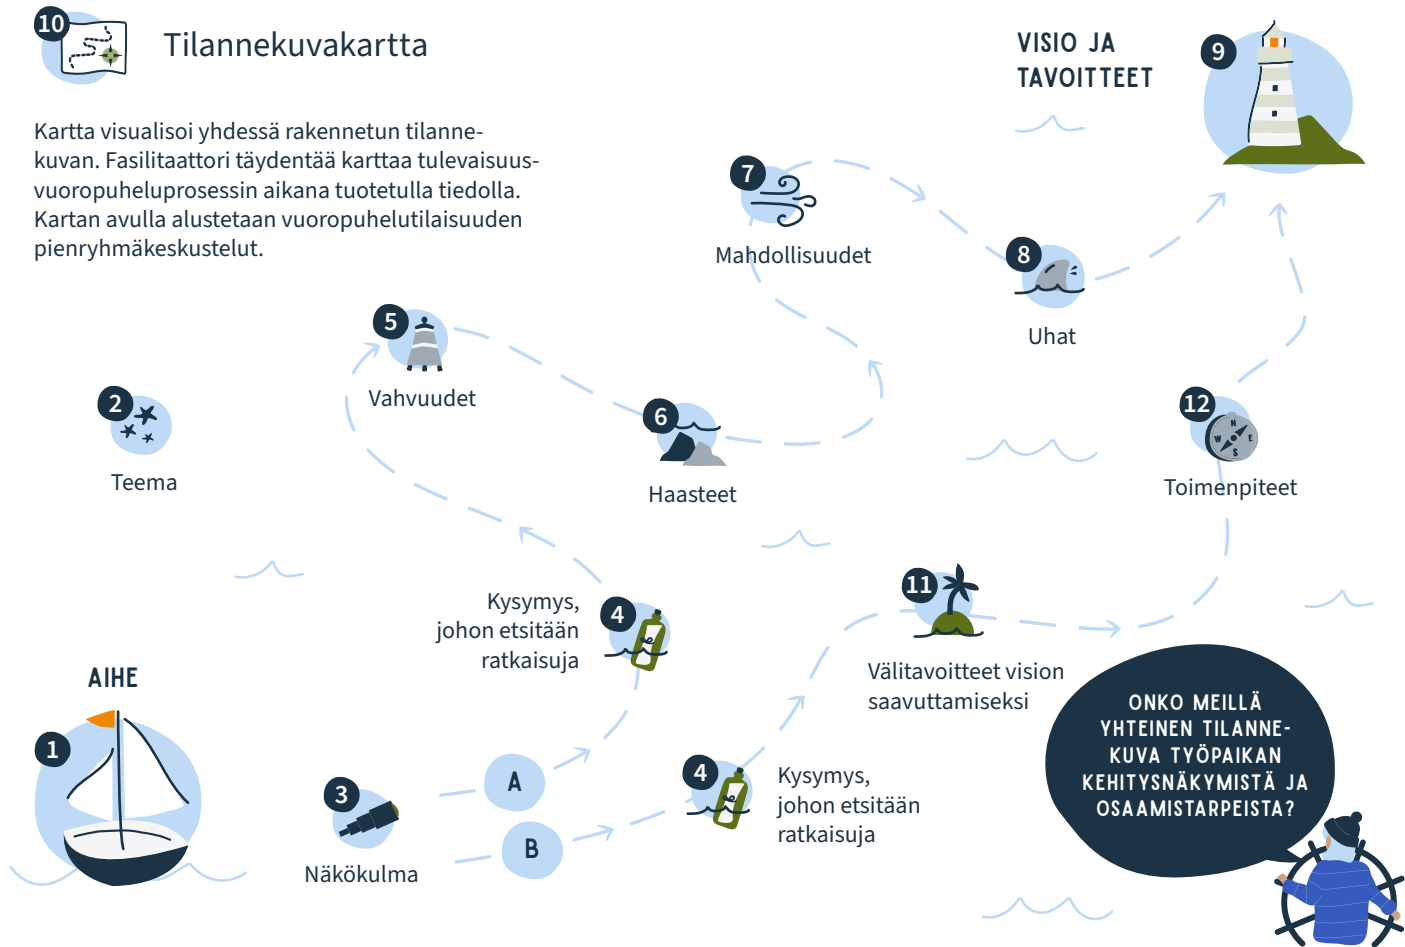 10
Tilannekuvakartta
Kartta visualisoi yhdessä rakennetun tilanne-
kuvan. Fasilitaattori täydentää karttaa tulevaisuus-
vuoropuheluprosessin aikana tuotetulla tiedolla.
Kartan avulla alustetaan vuoropuhelutilaisuuden
pienryhmäkeskustelut.
VISIO JA
TAVOITTEET
9
7
Mahdollisuudet
8
Uhat
5
Vahvuudet
2
Teema
6
Haasteet
12
N
W E
S
Toimenpiteet
4
Kysymys,
johon etsitään
ratkaisuja
11
Välitavoitteet vision
saavuttamiseksi
AIHE
1
3
Näkökulma
A
B
4
Kysymys,
johon etsitään
ratkaisuja
ONKO MEILLÄ
YHTEINEN TILANNE-
KUVA TYÖPAIKAN
KEHITYSNÄKYMISTÄ JA
OSAAMISTARPEISTA?